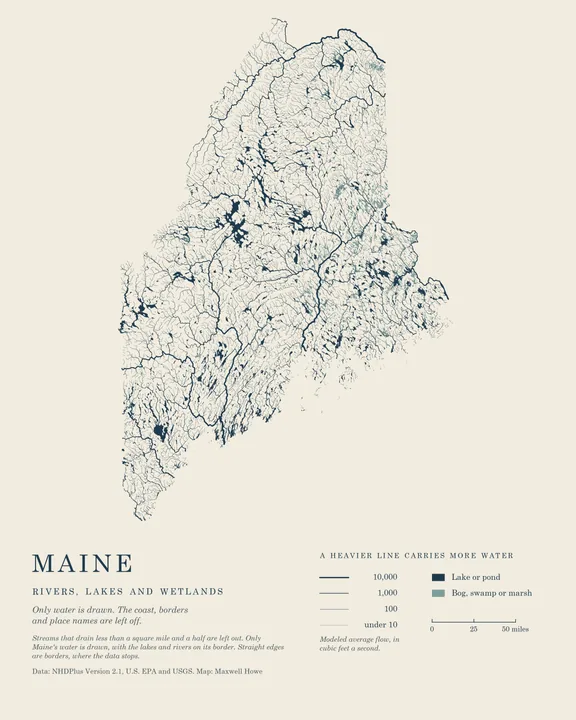 MAINE
RIVERS, LAKES AND WETLANDS
Only water is drawn. The coast, borders
and place names are left off.
Streams that drain less than a square mile and a half are left out. Only
Maine's water is drawn, with the lakes and rivers on its border. Straight edges
are borders, where the data stops.
Data: NHDPlus Version 2.1, U.S. EPA and USGS. Map: Maxwell Howe
A HEAVIER LINE CARRIES MORE WATER
10,000
1,000
100
under 10
Modeled average flow, in
cubic feet a second.
Lake or pond
Bog, swamp or marsh
0 25 50 miles